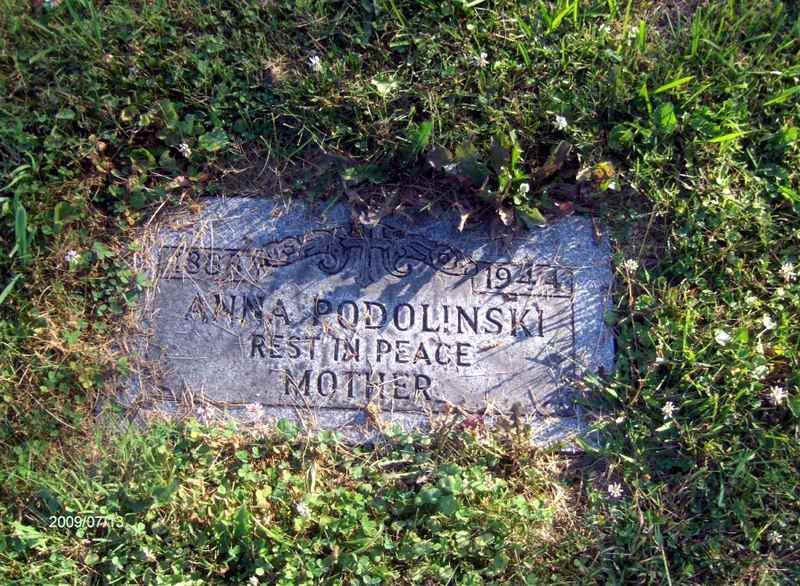 1944
ANNA PODOLINSKI
REST IN PEACE
MOTHER
2009/07/13